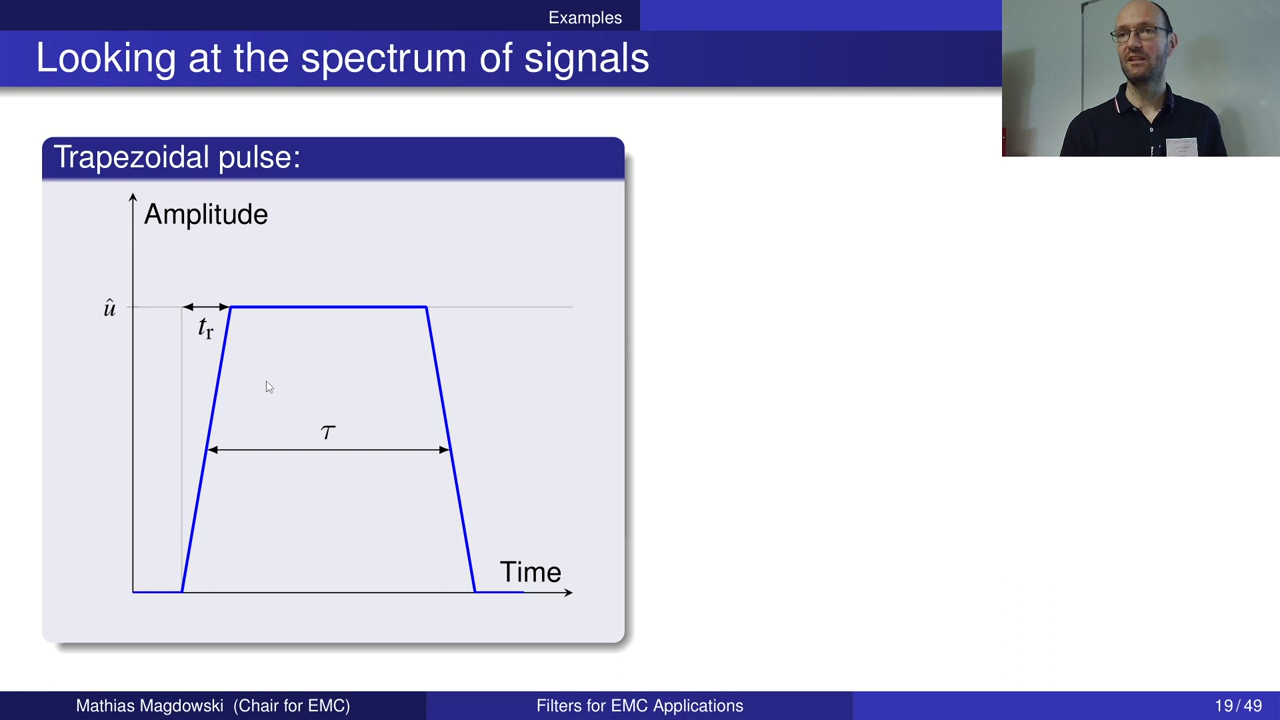 Examples
Looking at the spectrum of signals
Trapezoidal pulse:
Amplitude
û
tr
τ
Time
Mathias Magdowski (Chair for EMC)
Filters for EMC Applications
19 / 49